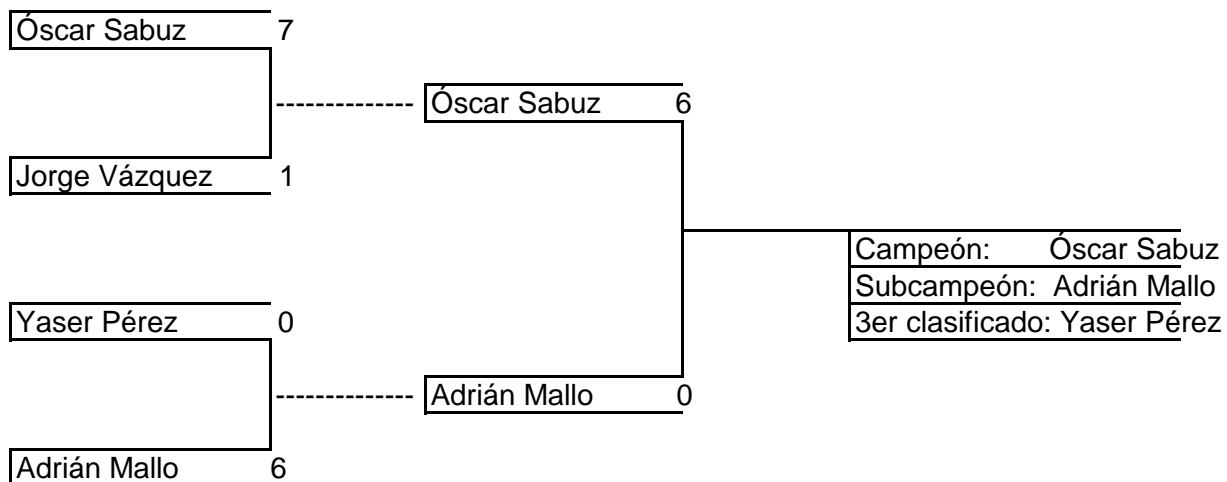 Óscar Sabuz 7
-------------- Óscar Sabuz 6
Jorge Vázquez 1
Campeón: Óscar Sabuz
Subcampeón: Adrián Mallo
3er clasificado: Yaser Pérez
Yaser Pérez 0
-------------- Adrián Mallo 0
Adrián Mallo 6